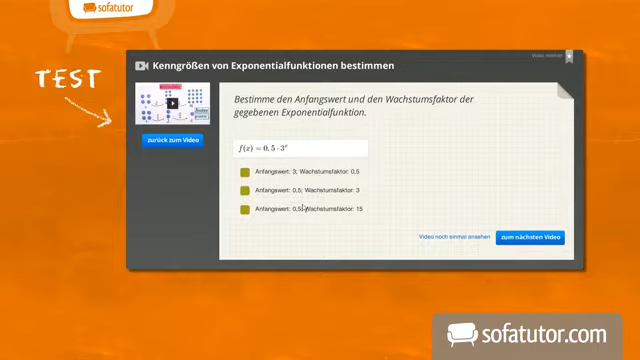 sofatutor
TEST
Kenngrößen von Exponentialfunktionen bestimmen
Bestimme den Anfangswert und den Wachstumsfaktor der
gegebenen Exponentialfunktion.
zurück zum Video
f(x) = 0,5 · 3ˣ
Anfangswert: 3; Wachstumsfaktor: 0.5
Anfangswert: 0,5; Wachstumsfaktor: 3
Anfangswert: 0,5; Wachstumsfaktor: 15
Video noch einmal ansehen
zum nächsten Video
sofatutor.com